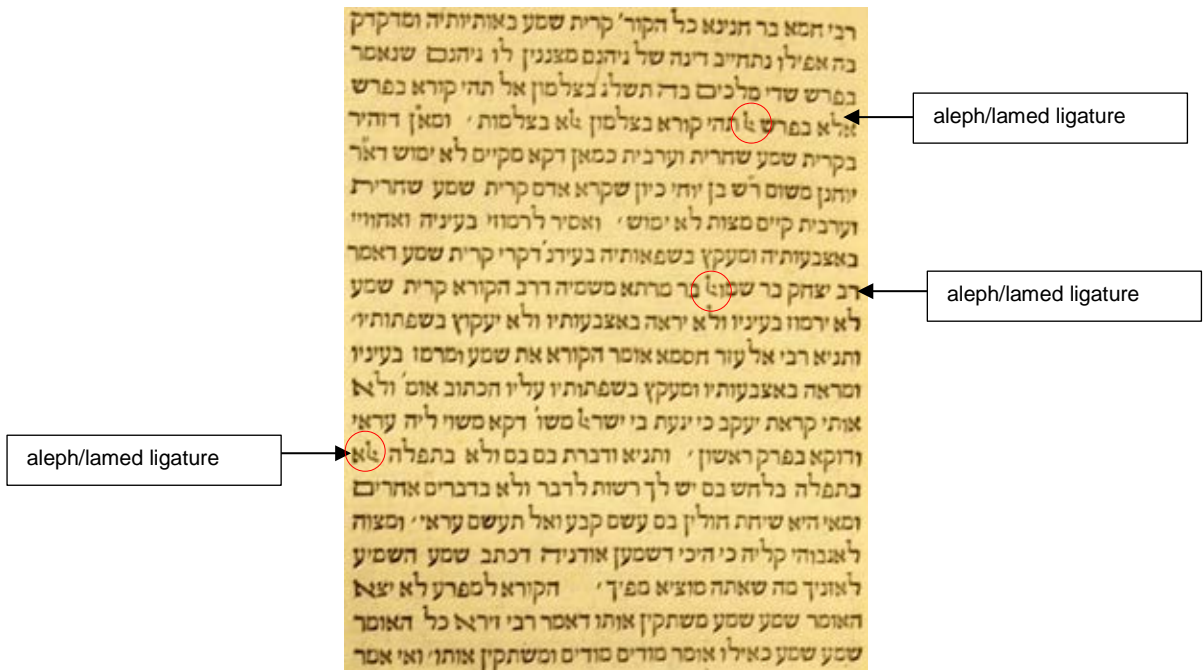 רבי חמא בר חנינא כל הקור׳ קרית שמע באותיותיה ומדקדק
בה אפילו נתחייב דינה של גיהנם מצננין לו גיהנם שנאמר
בפרש שדי מלכים בדה תשלג בצלמון אל תהי קורא בפרש
אלא בפרש ﭏ תהי קורא בצלמון ﭏא בצלמות ׳ ומאן דזהיר
aleph/lamed ligature
בקרית שמע שחרית וערבית כמאן דקא מקיים לא ימוש דא״ר
יוחנן משום ר״ש בן יוחי כיון שקרא אדם קרית שמע שחרית
וערבית קיים מצות לא ימוש ׳ ואסיר לרמוזי בעיניה ואחוויי
באצבעותיה ומעקץ בשפאותיה בעידנ׳ דקרי קרית שמע דאמר
רב יצחק בר שמוﭏ בר מרתא משמיה דרב הקורא קרית שמע
aleph/lamed ligature
לא ירמוז בעיניו ולא יראה באצבעותיו ולא יעקוץ בשפתותיו ׳
ותניא רבי אלעזר חסמא אומר הקורא את שמע ומרמז בעיניו
ומראה באצבעותיו ומעקץ בשפתותיו עליו הכתוב אומ׳ ולא
אותי קראת יעקב כי יגעת בי ישרﭏ משו׳ דקא משוי ליה עראי
ודוקא בפרק ראשון ׳ ותניא ודברת בם בם ולא בתפלה ﭏא
aleph/lamed ligature
בתפלה בלחש בם יש לך רשות לדבר ולא בדברים אחרים
ומאי היא שיחת חולין בם עשם קבע ואל תעשם עראי ׳ ומצוה
לאגבוהי קליה כי היכי דשמען אודניה דכתב שמע השמיע
לאזניך מה שאתה מוציא מפיך ׳ הקורא למפרע לא יצא
האומר שמע שמע משתקין אותו דאמר רבי זירא כל האומר
שמע שמע כאילו אומר מודים מודים ומשתקין אותו ׳ ואי אמר